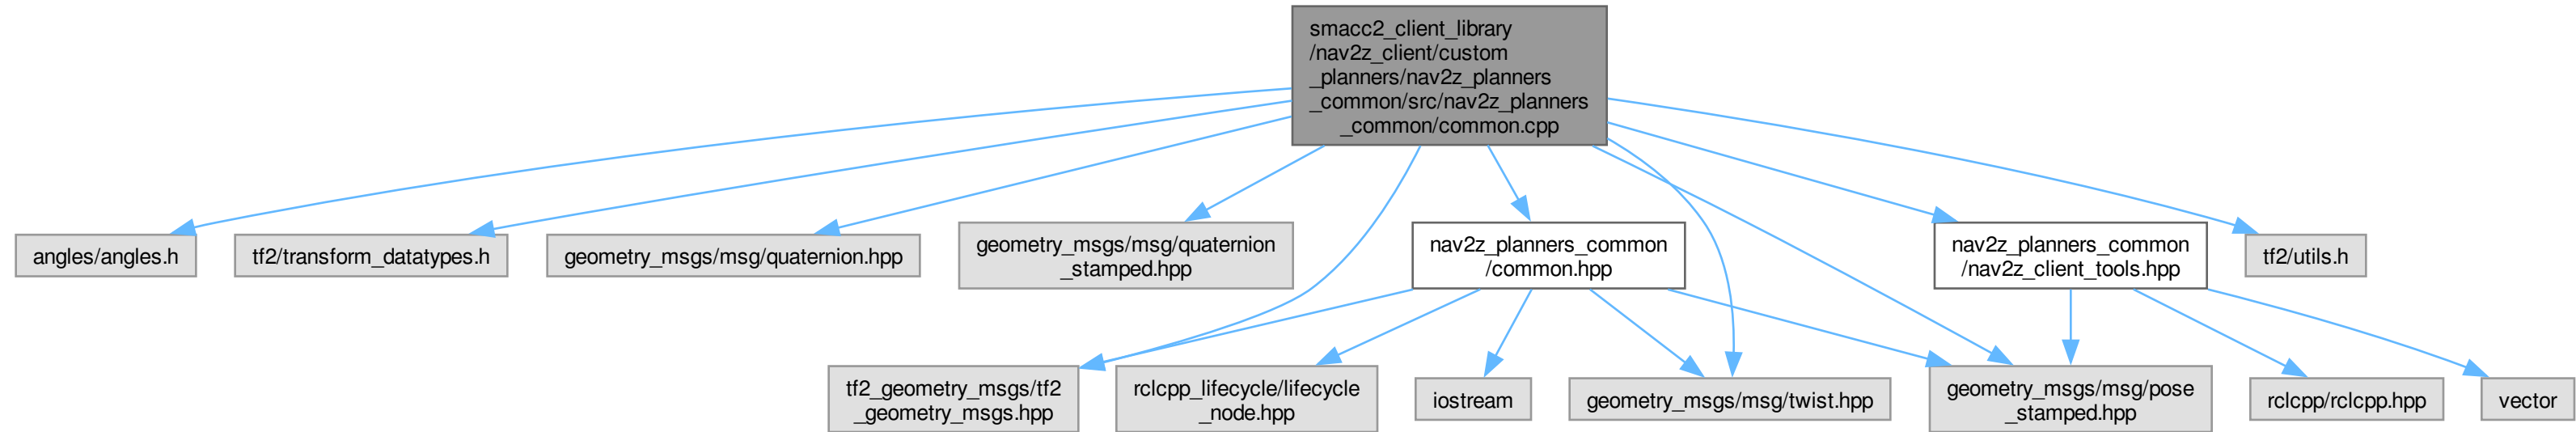 smacc2_client_library
/nav2z_client/custom
_planners/nav2z_planners
_common/src/nav2z_planners
_common/common.cpp
angles/angles.h
tf2/transform_datatypes.h
geometry_msgs/msg/quaternion.hpp
geometry_msgs/msg/quaternion
_stamped.hpp
nav2z_planners_common
/common.hpp
nav2z_planners_common
/nav2z_client_tools.hpp
tf2/utils.h
tf2_geometry_msgs/tf2
_geometry_msgs.hpp
rclcpp_lifecycle/lifecycle
_node.hpp
iostream
geometry_msgs/msg/twist.hpp
geometry_msgs/msg/pose
_stamped.hpp
rclcpp/rclcpp.hpp
vector